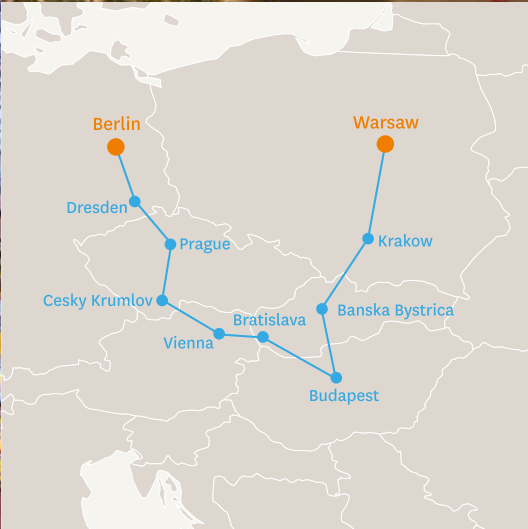 Berlin
Warsaw
Dresden
Prague
Krakow
Cesky Krumlov
Banska Bystrica
Bratislava
Vienna
Budapest